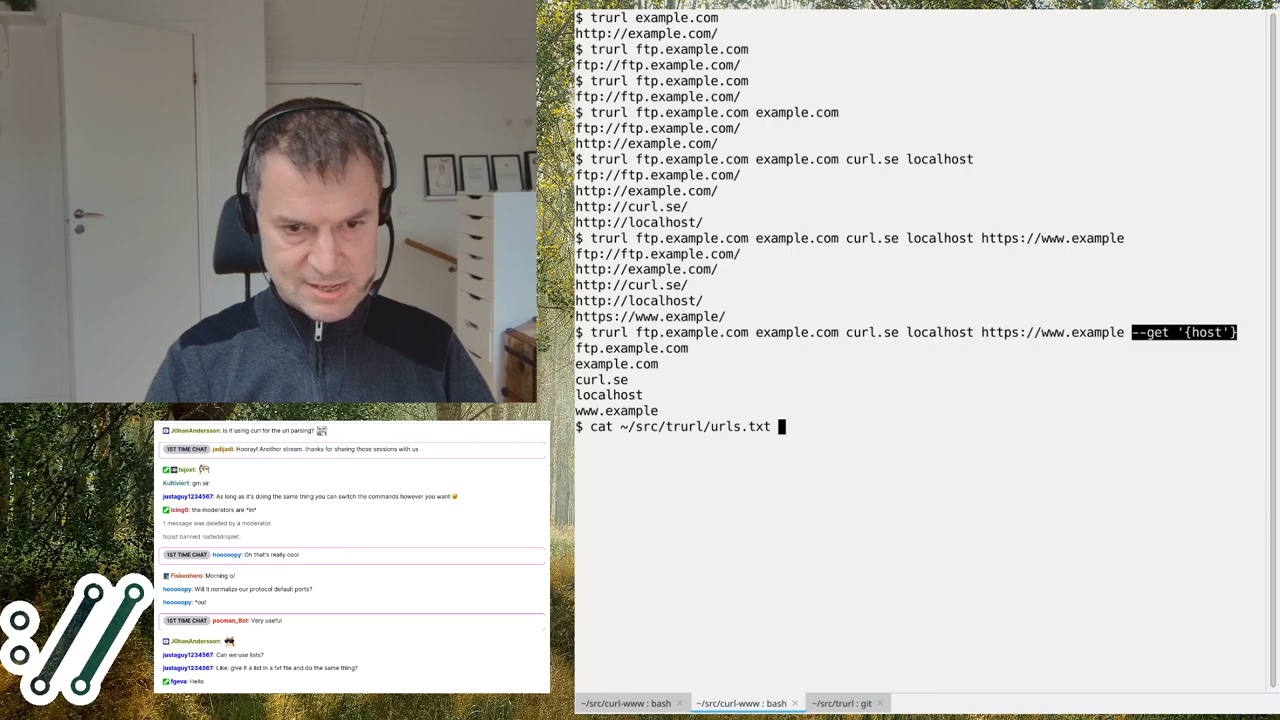 $ trurl example.com
http://example.com/
$ trurl ftp.example.com
ftp://ftp.example.com/
$ trurl ftp.example.com
ftp://ftp.example.com/
$ trurl ftp.example.com example.com
ftp://ftp.example.com/
http://example.com/
$ trurl ftp.example.com example.com curl.se localhost
ftp://ftp.example.com/
http://example.com/
http://curl.se/
http://localhost/
$ trurl ftp.example.com example.com curl.se localhost https://www.example
ftp://ftp.example.com/
http://example.com/
http://curl.se/
http://localhost/
https://www.example/
$ trurl ftp.example.com example.com curl.se localhost https://www.example --get '{host'}
ftp.example.com
example.com
curl.se
localhost
www.example
$ cat ~/src/trurl/urls.txt
~/src/curl-www : bash
~/src/curl-www : bash
~/src/trurl : git
J0hanAndersson: Is it using curl for the url parsing?
1ST TIME CHAT jadijadi: Hooray! Another stream. thanks for sharing these sessions with us
tsjost:
Kultiviert: gm sir
justaguy1234567: As long as it's doing the same thing you can switch the commands however you want
icing0: the moderators are *in*
1 message was deleted by a moderator.
tsjost banned rusteddroplet.
1ST TIME CHAT hooooopy: Oh that's really cool
Fiskenhero: Morning o/
hooooopy: Will it normalize our protocol default ports?
hooooopy: *out
1ST TIME CHAT pacman_Bot: Very useful
J0hanAndersson:
justaguy1234567: Can we use lists?
justaguy1234567: Like: give it a list in a txt file and do the same thing?
fgeva: Hello